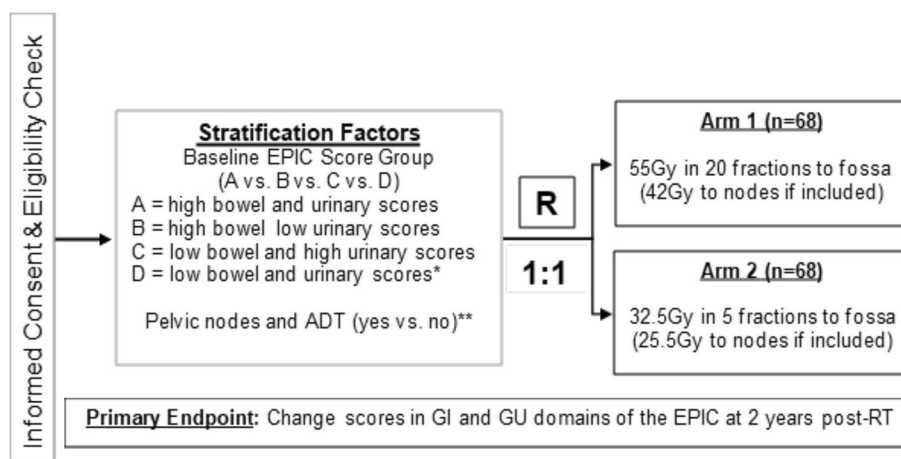 Informed Consent & Eligibility Check
Stratification Factors
Baseline EPIC Score Group
(A vs. B vs. C vs. D)
A = high bowel and urinary scores
B = high bowel low urinary scores
C = low bowel and high urinary scores
D = low bowel and urinary scores*
Pelvic nodes and ADT (yes vs. no)**
R
1:1
Arm 1 (n=68)
55Gy in 20 fractions to fossa
(42Gy to nodes if included)
Arm 2 (n=68)
32.5Gy in 5 fractions to fossa
(25.5Gy to nodes if included)
Primary Endpoint: Change scores in GI and GU domains of the EPIC at 2 years post-RT